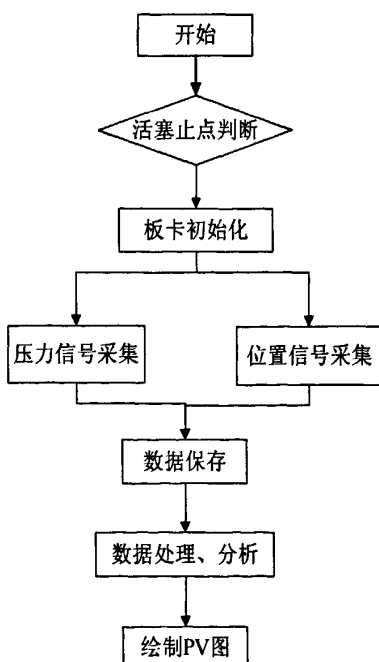 开始
活塞止点判断
板卡初始化
压力信号采集
位置信号采集
数据保存
数据处理、分析
绘制PV图